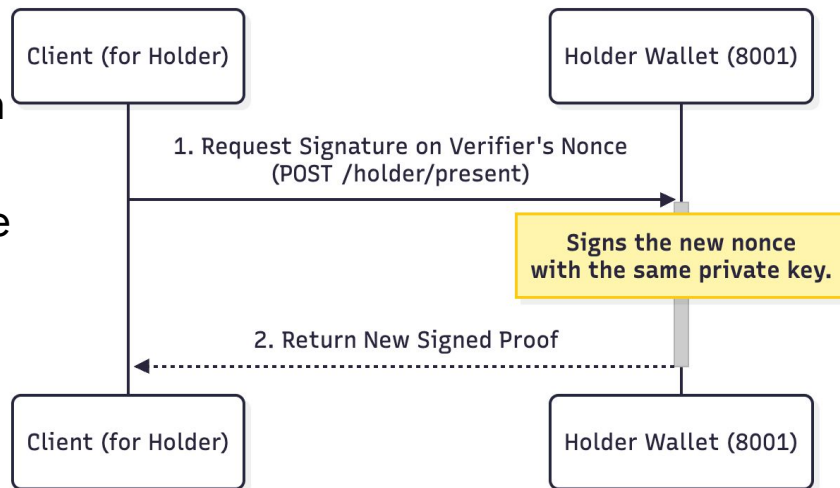 Client (for Holder)
Holder Wallet (8001)
1. Request Signature on Verifier's Nonce
(POST /holder/present)
Signs the new nonce
with the same private key.
2. Return New Signed Proof
Client (for Holder)
Holder Wallet (8001)